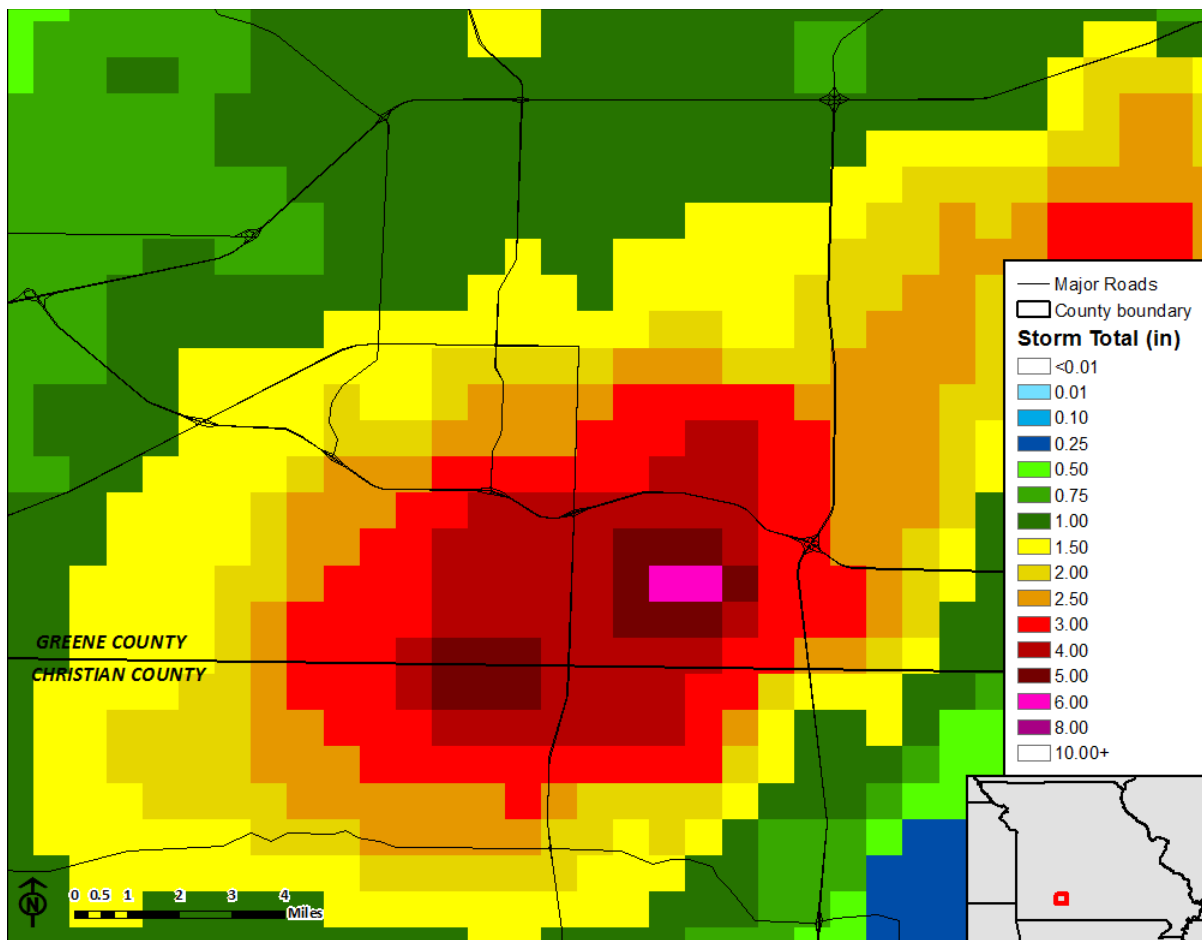 Major Roads
County boundary
Storm Total (in)
<0.01
0.01
0.10
0.25
0.50
0.75
1.00
1.50
2.00
2.50
3.00
4.00
5.00
6.00
8.00
10.00+
GREENE COUNTY
CHRISTIAN COUNTY
N
0 0.5 1 2 3 4
Miles